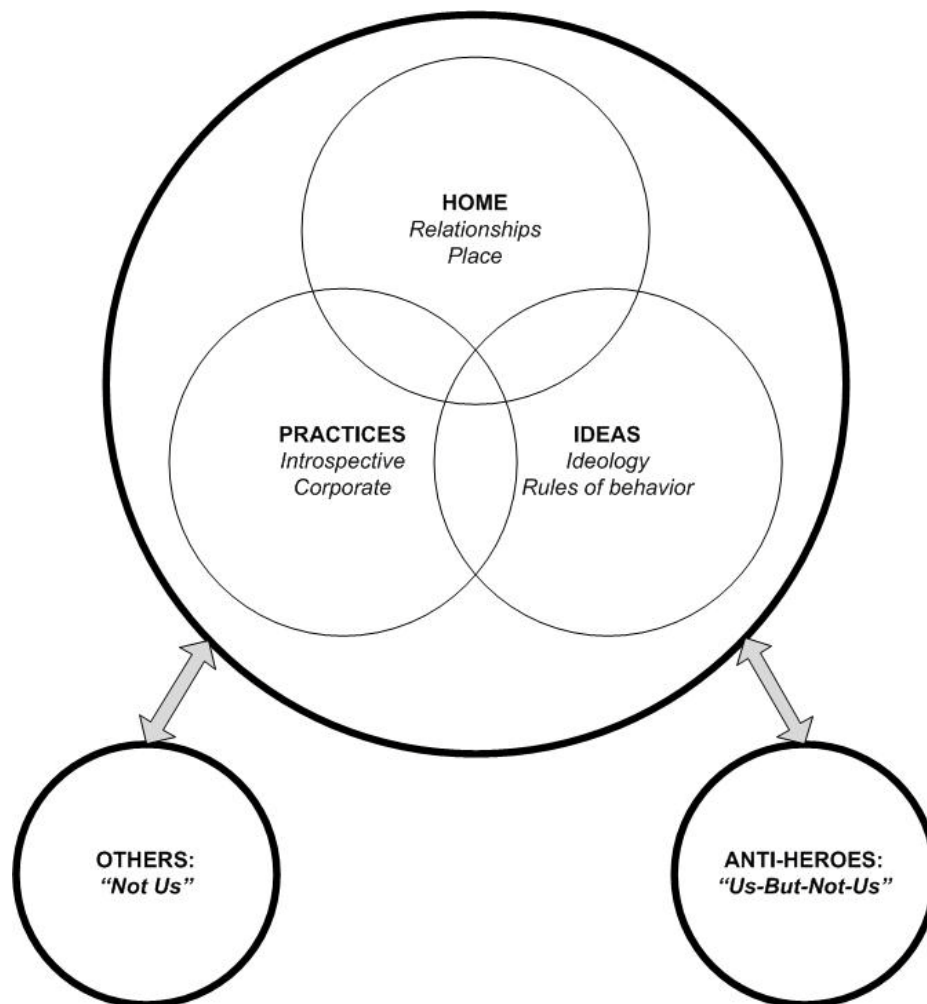 HOME
Relationships
Place
PRACTICES
Introspective
Corporate
IDEAS
Ideology
Rules of behavior
OTHERS:
“Not Us”
ANTI-HEROES:
“Us-But-Not-Us”